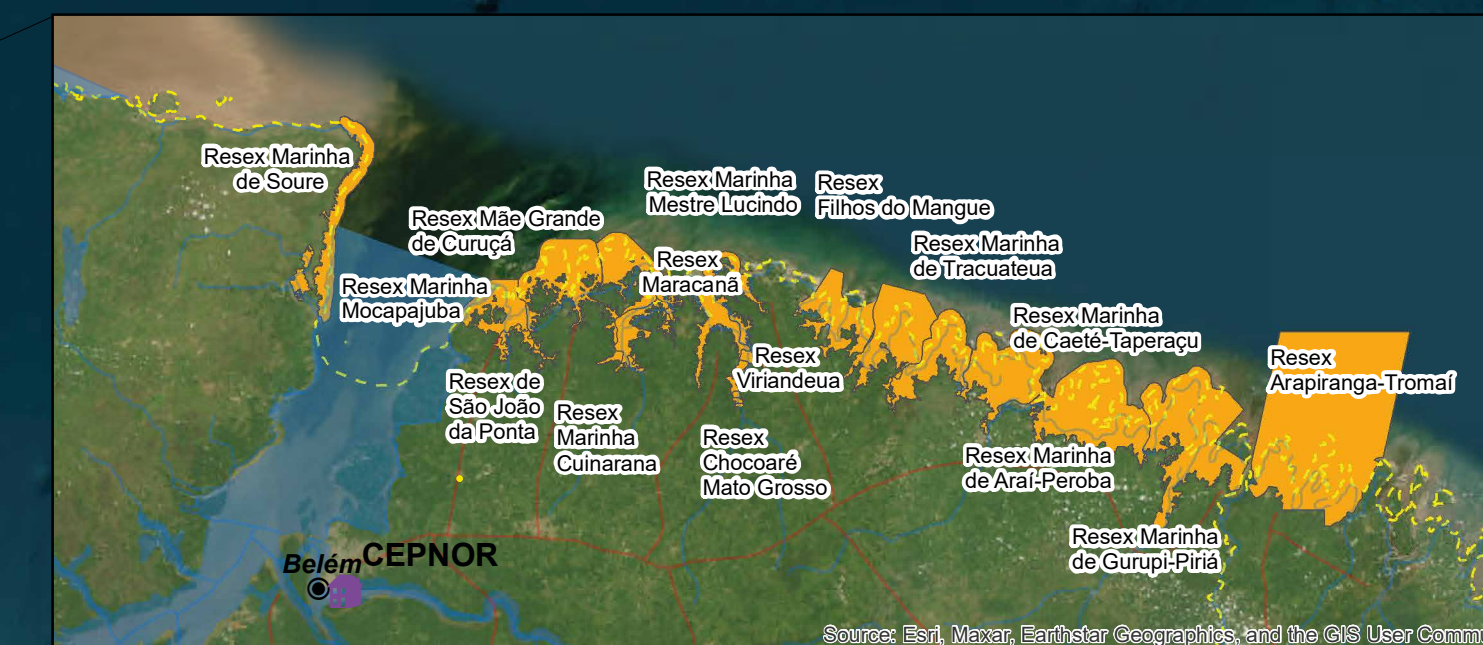 Resex Marinha
de Soure
Resex Mãe Grande
de Curuçá
Resex Marinha
Mestre Lucindo
Resex
Filhos do Mangue
Resex Marinha
de Tracuateua
Resex
Maracanã
Resex Marinha
Mocapajuba
Resex Marinha
de Caeté-Taperaçu
Resex
Viriandeua
Resex
Arapiranga-Tromaí
Resex de
São João
da Ponta
Resex
Marinha
Cuinarana
Resex
Chocoaré
Mato Grosso
Resex Marinha
de Araí-Peroba
Resex Marinha
de Gurupi-Piriá
Belém
CEPNOR
Source: Esri, Maxar, Earthstar Geographics, and the GIS User Comm